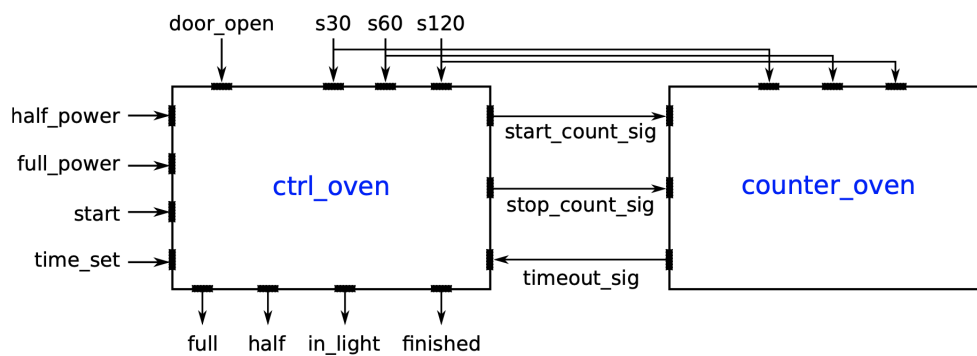 door_open s30 s60 s120
half_power
full_power
start
time_set
ctrl_oven
start_count_sig
stop_count_sig
timeout_sig
counter_oven
full half in_light finished